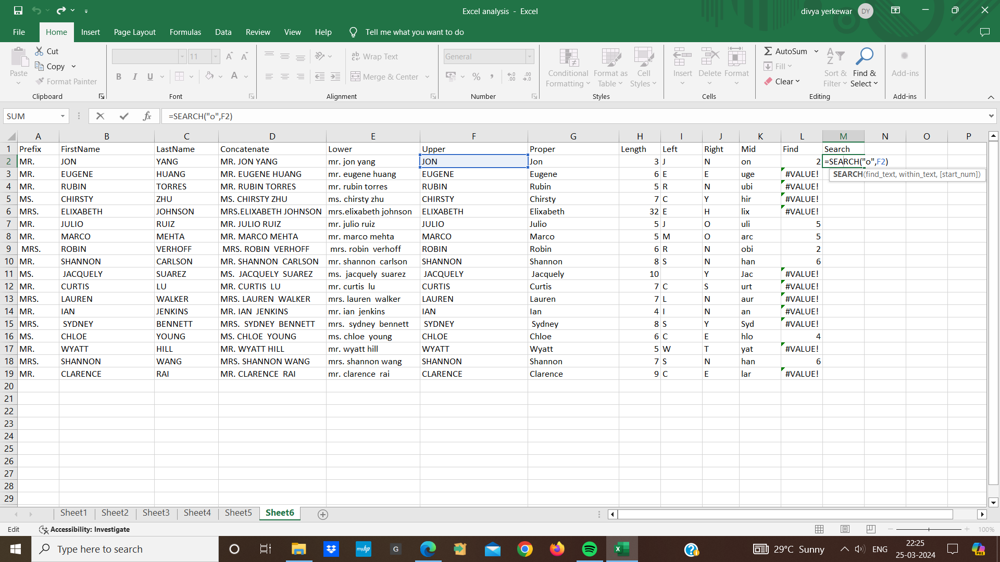 Excel analysis - Excel
divya yerkewar DY
File Home Insert Page Layout Formulas Data Review View Help Tell me what you want to do
Cut
Copy
Format Painter
Paste
Clipboard
11
B I U
Font
Wrap Text
Merge & Center
Alignment
General
Number
Conditional Formatting
Format as Table
Cell Styles
Styles
Insert Delete Format
Cells
AutoSum
Fill
Clear
Sort & Filter
Find & Select
Editing
Add-ins
Add-ins
SUM fx =SEARCH("o",F2)
A B C D E F G H I J K L M N O P
1 Prefix FirstName LastName Concatenate Lower Upper Proper Length Left Right Mid Find Search
2 MR. JON YANG MR. JON YANG mr. jon yang JON Jon 3 J N on 2 =SEARCH("o",F2)
SEARCH(find_text, within_text, [start_num])
3 MR. EUGENE HUANG MR. EUGENE HUANG mr. eugene huang EUGENE Eugene 6 E E uge #VALUE!
4 MR. RUBIN TORRES MR. RUBIN TORRES mr. rubin torres RUBIN Rubin 5 R N ubi #VALUE!
5 MS. CHIRSTY ZHU MS. CHIRSTY ZHU ms. chirsty zhu CHIRSTY Chirsty 7 C Y hir #VALUE!
6 MRS. ELIXABETH JOHNSON MRS.ELIXABETH JOHNSON mrs.elixabeth johnson ELIXABETH Elixabeth 32 E H lix #VALUE!
7 MR. JULIO RUIZ MR. JULIO RUIZ mr. julio ruiz JULIO Julio 5 J O uli 5
8 MR. MARCO MEHTA MR. MARCO MEHTA mr. marco mehta MARCO Marco 5 M O arc 5
9 MRS. ROBIN VERHOFF MRS. ROBIN VERHOFF mrs. robin verhoff ROBIN Robin 6 R N obi 2
10 MR. SHANNON CARLSON MR. SHANNON CARLSON mr. shannon carlson SHANNON Shannon 8 S N han 6
11 MS. JACQUELY SUAREZ MS. JACQUELY SUAREZ ms. jacquely suarez JACQUELY Jacquely 10 Y Jac #VALUE!
12 MR. CURTIS LU MR. CURTIS LU mr. curtis lu CURTIS Curtis 7 C S urt #VALUE!
13 MRS. LAUREN WALKER MRS. LAUREN WALKER mrs. lauren walker LAUREN Lauren 7 L N aur #VALUE!
14 MR. IAN JENKINS MR. IAN JENKINS mr. ian jenkins IAN Ian 4 I N an #VALUE!
15 MRS. SYDNEY BENNETT MRS. SYDNEY BENNETT mrs. sydney bennett SYDNEY Sydney 8 S Y Syd #VALUE!
16 MS. CHLOE YOUNG MS. CHLOE YOUNG ms. chloe young CHLOE Chloe 6 C E hlo 4
17 MR. WYATT HILL MR. WYATT HILL mr. wyatt hill WYATT Wyatt 5 W T yat #VALUE!
18 MRS. SHANNON WANG MRS. SHANNON WANG mrs. shannon wang SHANNON Shannon 7 S N han 6
19 MR. CLARENCE RAI MR. CLARENCE RAI mr. clarence rai CLARENCE Clarence 9 C E lar #VALUE!
20
21
22
23
24
25
26
27
28
29
Sheet1 Sheet2 Sheet3 Sheet4 Sheet5 Sheet6
Edit Accessibility: Investigate 100%
Type here to search
myhp
G
29°C Sunny
ENG
22:25
25-03-2024
PRE